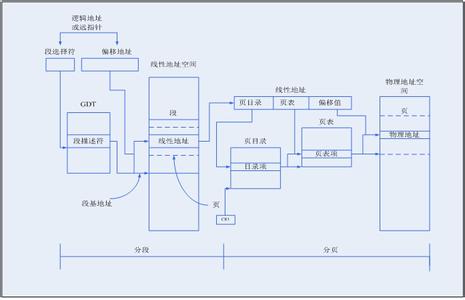 逻辑地址
或远指针
段选择符
偏移地址
线性地址空间
GDT
段
段描述符
线性地址
段基地址
页
线性地址
页目录
页表
偏移值
页目录
目录项
页表
页表项
CR3
物理地址空
间
页
物理地址
分段
分页